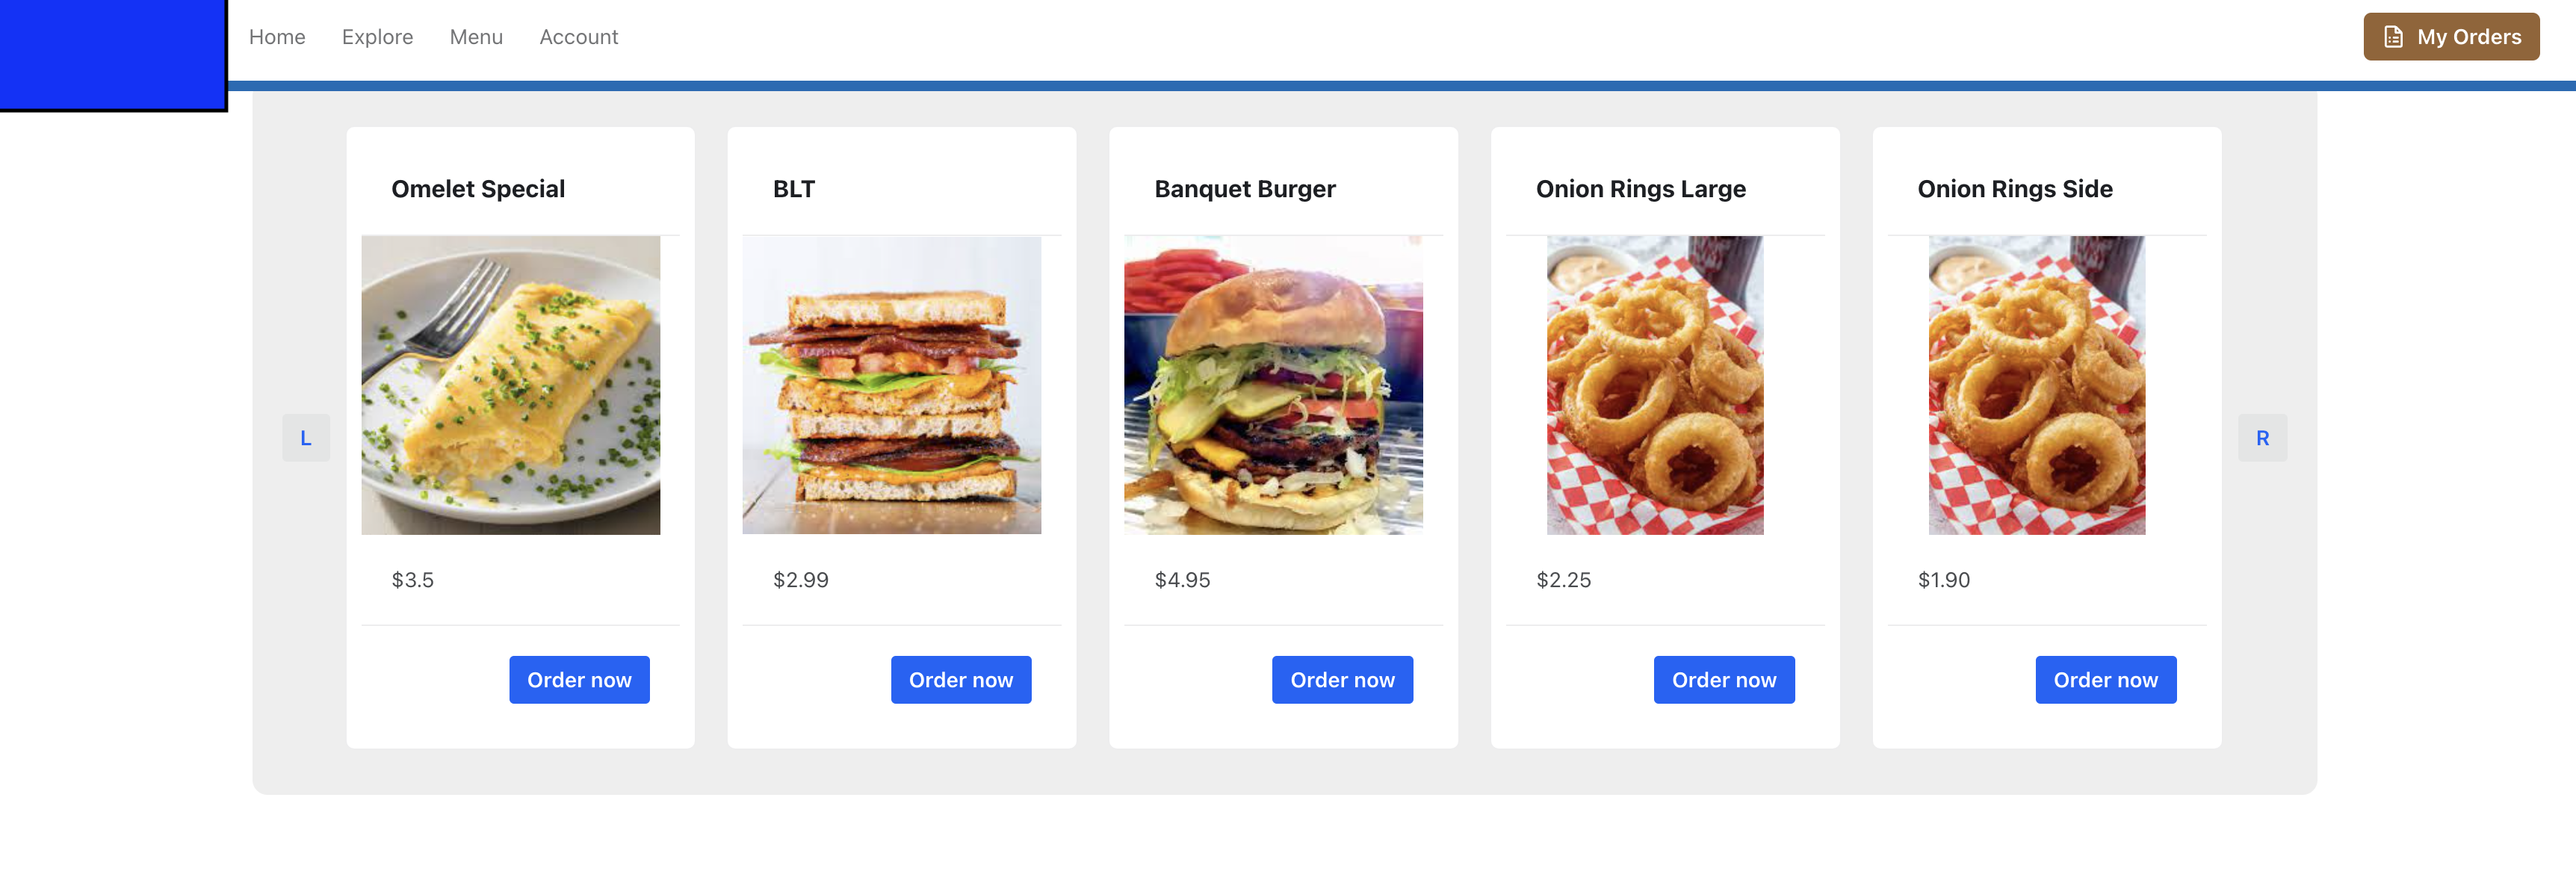 Home Explore Menu Account My Orders
Omelet Special
$3.5
Order now
BLT
$2.99
Order now
Banquet Burger
$4.95
Order now
Onion Rings Large
$2.25
Order now
Onion Rings Side
$1.90
Order now
L
R